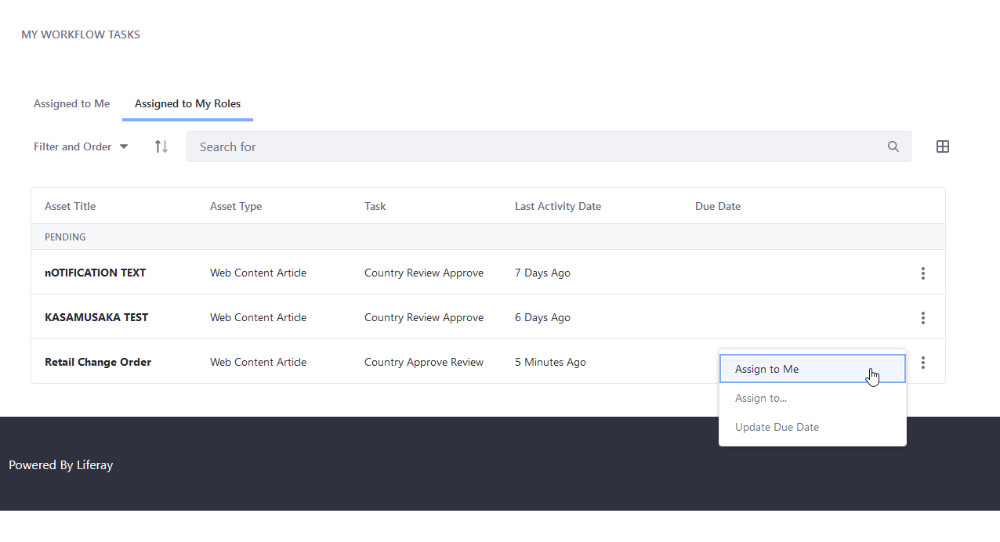 MY WORKFLOW TASKS
Assigned to Me Assigned to My Roles
Filter and Order Search for
Asset Title Asset Type Task Last Activity Date Due Date
PENDING
nOTIFICATION TEXT Web Content Article Country Review Approve 7 Days Ago
KASAMUSAKA TEST Web Content Article Country Review Approve 6 Days Ago
Retail Change Order Web Content Article Country Approve Review 5 Minutes Ago
Assign to Me
Assign to...
Update Due Date
Powered By Liferay